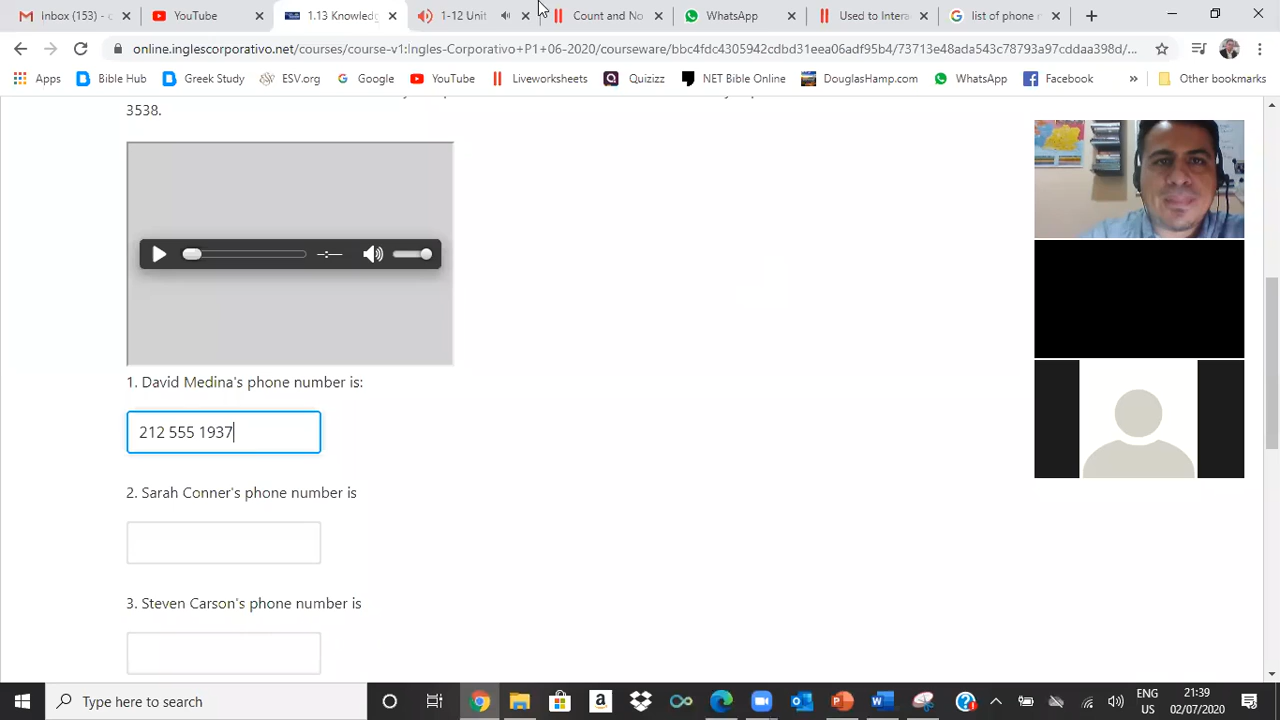 inbox (153) - c
YouTube
1.13 Knowledg
1-12 Unit
Count and No
WhatsApp
Used to Intera
list of phone n
online.inglescorporativo.net/courses/course-v1:Ingles-Corporativo+P1+06-2020/courseware/bbc4fdc4305942cdbd31eea06adf95b4/73713e48ada543c78793a97cddaa398d/...
Apps
Bible Hub
Greek Study
ESV.org
Google
YouTube
Liveworksheets
Quizizz
NET Bible Online
DouglasHamp.com
WhatsApp
Facebook
»
Other bookmarks
3538.
--:--
1. David Medina's phone number is:
212 555 1937
2. Sarah Conner's phone number is
3. Steven Carson's phone number is
Type here to search
ENG
US
21:39
02/07/2020